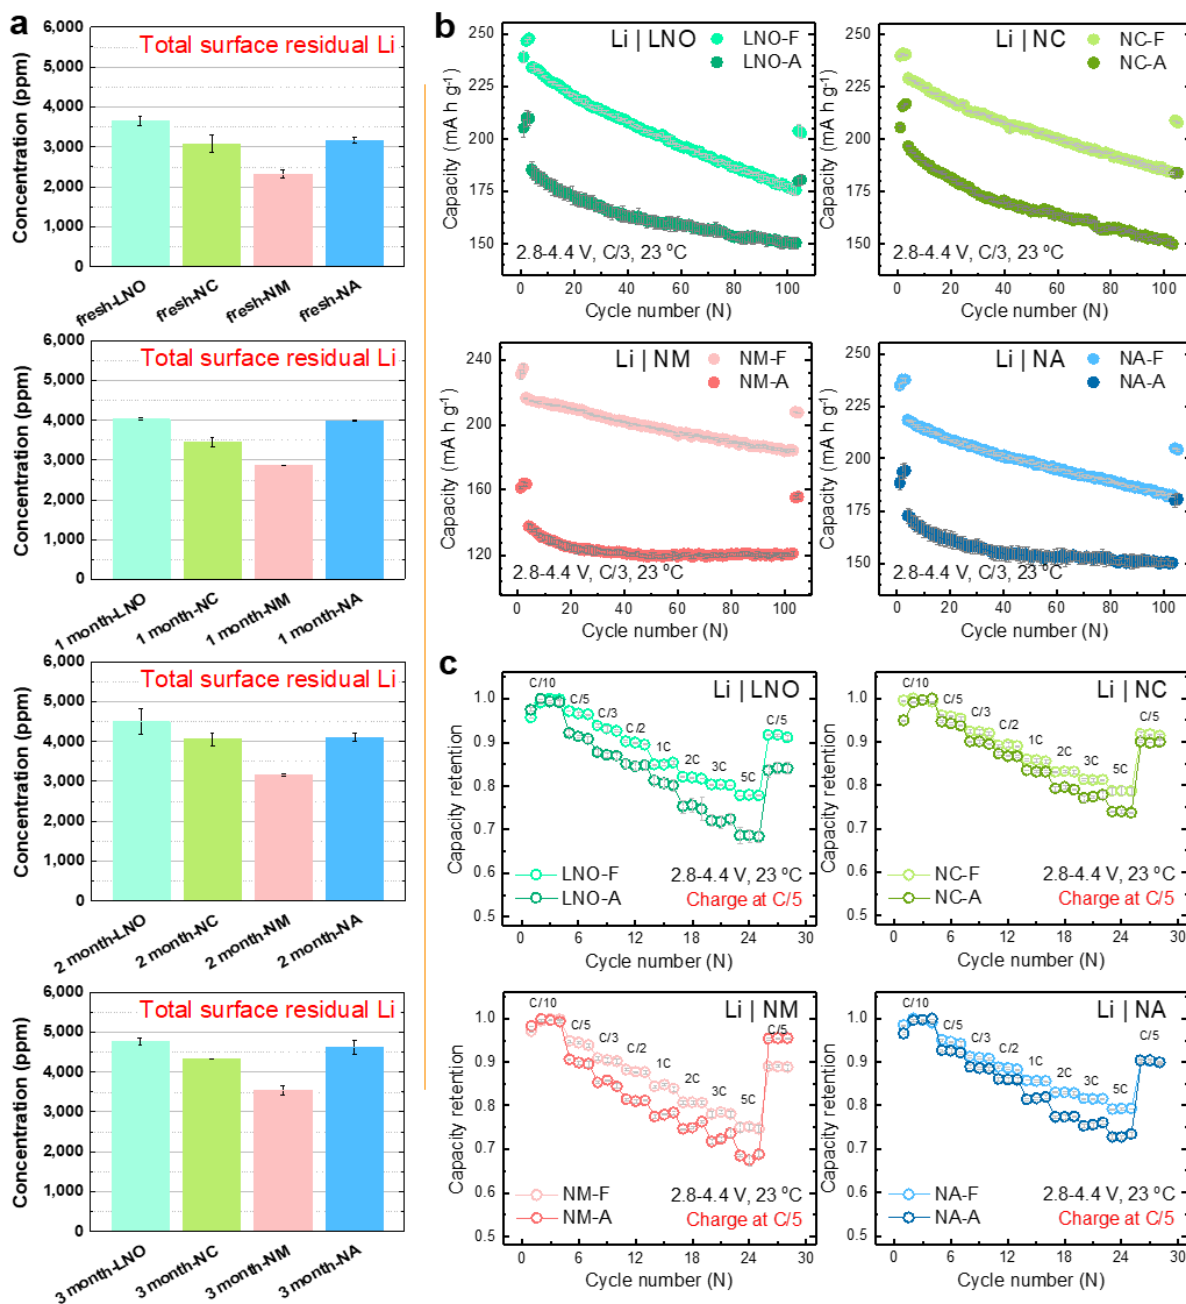 a
Total surface residual Li
Concentration (ppm)
6,000
5,000
4,000
3,000
2,000
1,000
0
fresh-LNO
fresh-NC
fresh-NM
fresh-NA
Total surface residual Li
Concentration (ppm)
6,000
5,000
4,000
3,000
2,000
1,000
0
1 month-LNO
1 month-NC
1 month-NM
1 month-NA
Total surface residual Li
Concentration (ppm)
6,000
5,000
4,000
3,000
2,000
1,000
0
2 month-LNO
2 month-NC
2 month-NM
2 month-NA
Total surface residual Li
Concentration (ppm)
6,000
5,000
4,000
3,000
2,000
1,000
0
3 month-LNO
3 month-NC
3 month-NM
3 month-NA
b
Li | LNO
LNO-F
LNO-A
Capacity (mA h g⁻¹)
250
225
200
175
150
2.8-4.4 V, C/3, 23 °C
0 20 40 60 80 100
Cycle number (N)
Li | NC
NC-F
NC-A
Capacity (mA h g⁻¹)
250
225
200
175
150
2.8-4.4 V, C/3, 23 °C
0 20 40 60 80 100
Cycle number (N)
Li | NM
NM-F
NM-A
Capacity (mA h g⁻¹)
240
200
160
120
2.8-4.4 V, C/3, 23 °C
0 20 40 60 80 100
Cycle number (N)
Li | NA
NA-F
NA-A
Capacity (mA h g⁻¹)
250
225
200
175
150
2.8-4.4 V, C/3, 23 °C
0 20 40 60 80 100
Cycle number (N)
c
Li | LNO
Capacity retention
1.0
0.9
0.8
0.7
0.6
0.5
C/10
C/5
C/3
C/2
1C
2C
3C
5C
C/5
LNO-F
LNO-A
2.8-4.4 V, 23 °C
Charge at C/5
0 6 12 18 24 30
Cycle number (N)
Li | NC
Capacity retention
1.0
0.9
0.8
0.7
0.6
0.5
C/10
C/5
C/3
C/2
1C
2C
3C
5C
C/5
NC-F
NC-A
2.8-4.4 V, 23 °C
Charge at C/5
0 6 12 18 24 30
Cycle number (N)
Li | NM
Capacity retention
1.0
0.9
0.8
0.7
0.6
0.5
C/10
C/5
C/3
C/2
1C
2C
3C
5C
C/5
NM-F
NM-A
2.8-4.4 V, 23 °C
Charge at C/5
0 6 12 18 24 30
Cycle number (N)
Li | NA
Capacity retention
1.0
0.9
0.8
0.7
0.6
0.5
C/10
C/5
C/3
C/2
1C
2C
3C
5C
C/5
NA-F
NA-A
2.8-4.4 V, 23 °C
Charge at C/5
0 6 12 18 24 30
Cycle number (N)